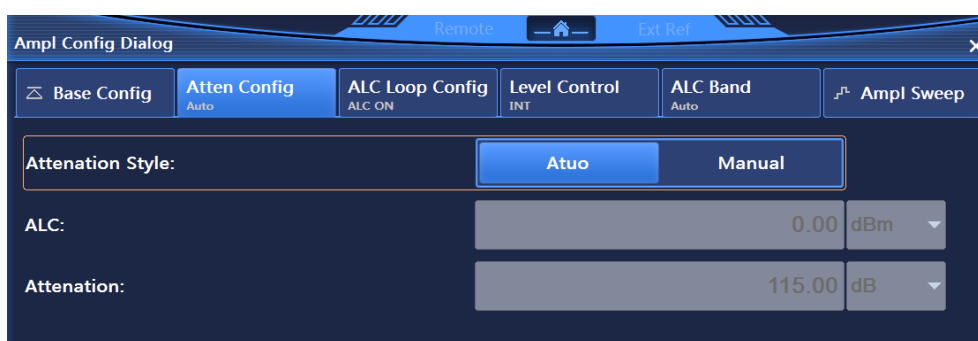 Remote Ext Ref
Ampl Config Dialog
Base Config
Atten Config
Auto
ALC Loop Config
ALC ON
Level Control
INT
ALC Band
Auto
Ampl Sweep
Attenation Style: Atuo Manual
ALC: 0.00 dBm
Attenation: 115.00 dB